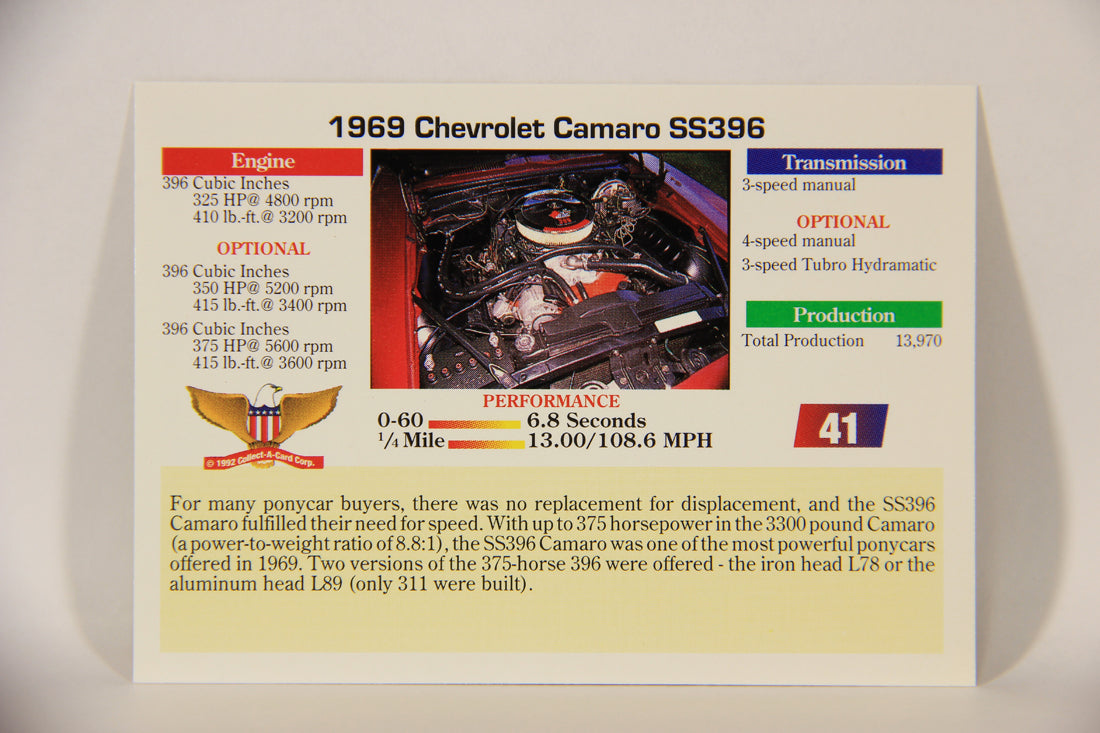 1969 Chevrolet Camaro SS396
Engine
396 Cubic Inches
325 HP@ 4800 rpm
410 lb.-ft.@ 3200 rpm
OPTIONAL
396 Cubic Inches
350 HP@ 5200 rpm
415 lb.-ft.@ 3400 rpm
396 Cubic Inches
375 HP@ 5600 rpm
415 lb.-ft.@ 3600 rpm
© 1992 Collect-A-Card Corp.
PERFORMANCE
0-60 6.8 Seconds
1/4 Mile 13.00/108.6 MPH
Transmission
3-speed manual
OPTIONAL
4-speed manual
3-speed Tubro Hydramatic
Production
Total Production 13,970
41
For many ponycar buyers, there was no replacement for displacement, and the SS396
Camaro fulfilled their need for speed. With up to 375 horsepower in the 3300 pound Camaro
(a power-to-weight ratio of 8.8:1), the SS396 Camaro was one of the most powerful ponycars
offered in 1969. Two versions of the 375-horse 396 were offered - the iron head L78 or the
aluminum head L89 (only 311 were built).